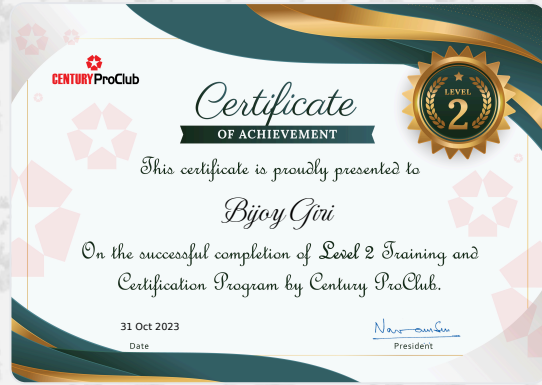 CENTURY ProClub
LEVEL
2
Certificate
OF ACHIEVEMENT
This certificate is proudly presented to
Bijoy Giri
On the successful completion of Level 2 Training and
Certification Program by Century ProClub.
31 Oct 2023
Date
President